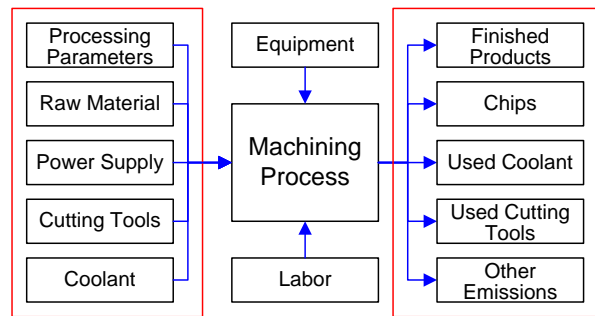 Processing
Parameters
Raw Material
Power Supply
Cutting Tools
Coolant
Equipment
Machining
Process
Labor
Finished
Products
Chips
Used Coolant
Used Cutting
Tools
Other
Emissions